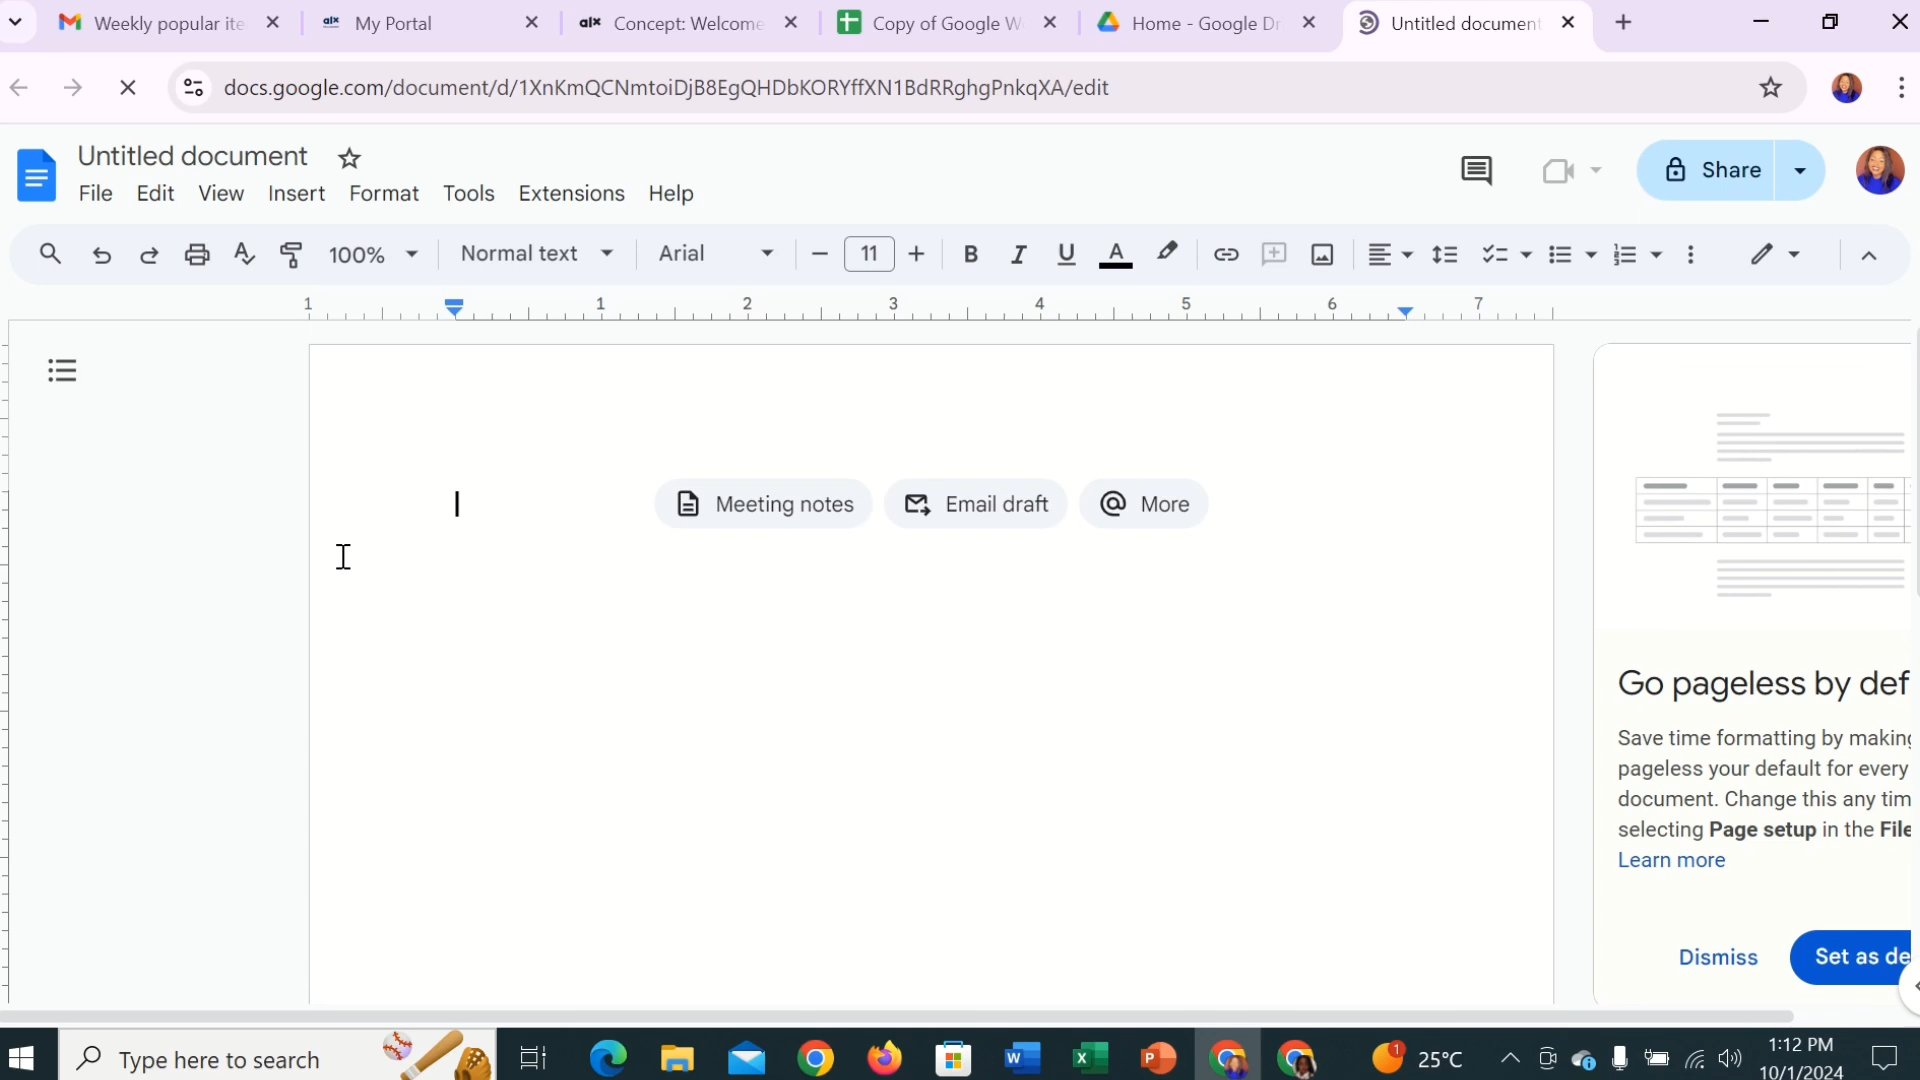 Weekly popular ite
My Portal
alx Concept: Welcome
Copy of Google W
Home - Google Dr
Untitled document
docs.google.com/document/d/1XnKmQCNmtoiDjB8EgQHDbKORYffXN1BdRRghgPnkqXA/edit
Untitled document
File Edit View Insert Format Tools Extensions Help
Share
100% Normal text Arial 11 B I U A
1 1 2 3 4 5 6 7
Meeting notes
Email draft
More
Go pageless by def
Save time formatting by making
pageless your default for every
document. Change this any tim
selecting Page setup in the File
Learn more
Dismiss
Set as de
Type here to search
1
25°C
1:12 PM
10/1/2024